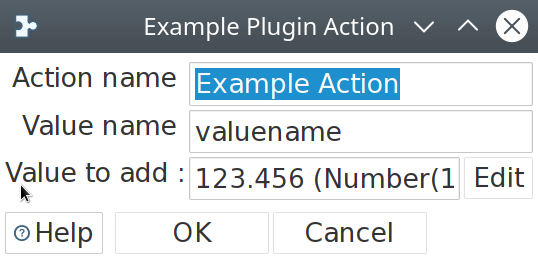 Example Plugin Action
Action name Example Action
Value name valuename
Value to add : 123.456 (Number(1 Edit
Help OK Cancel